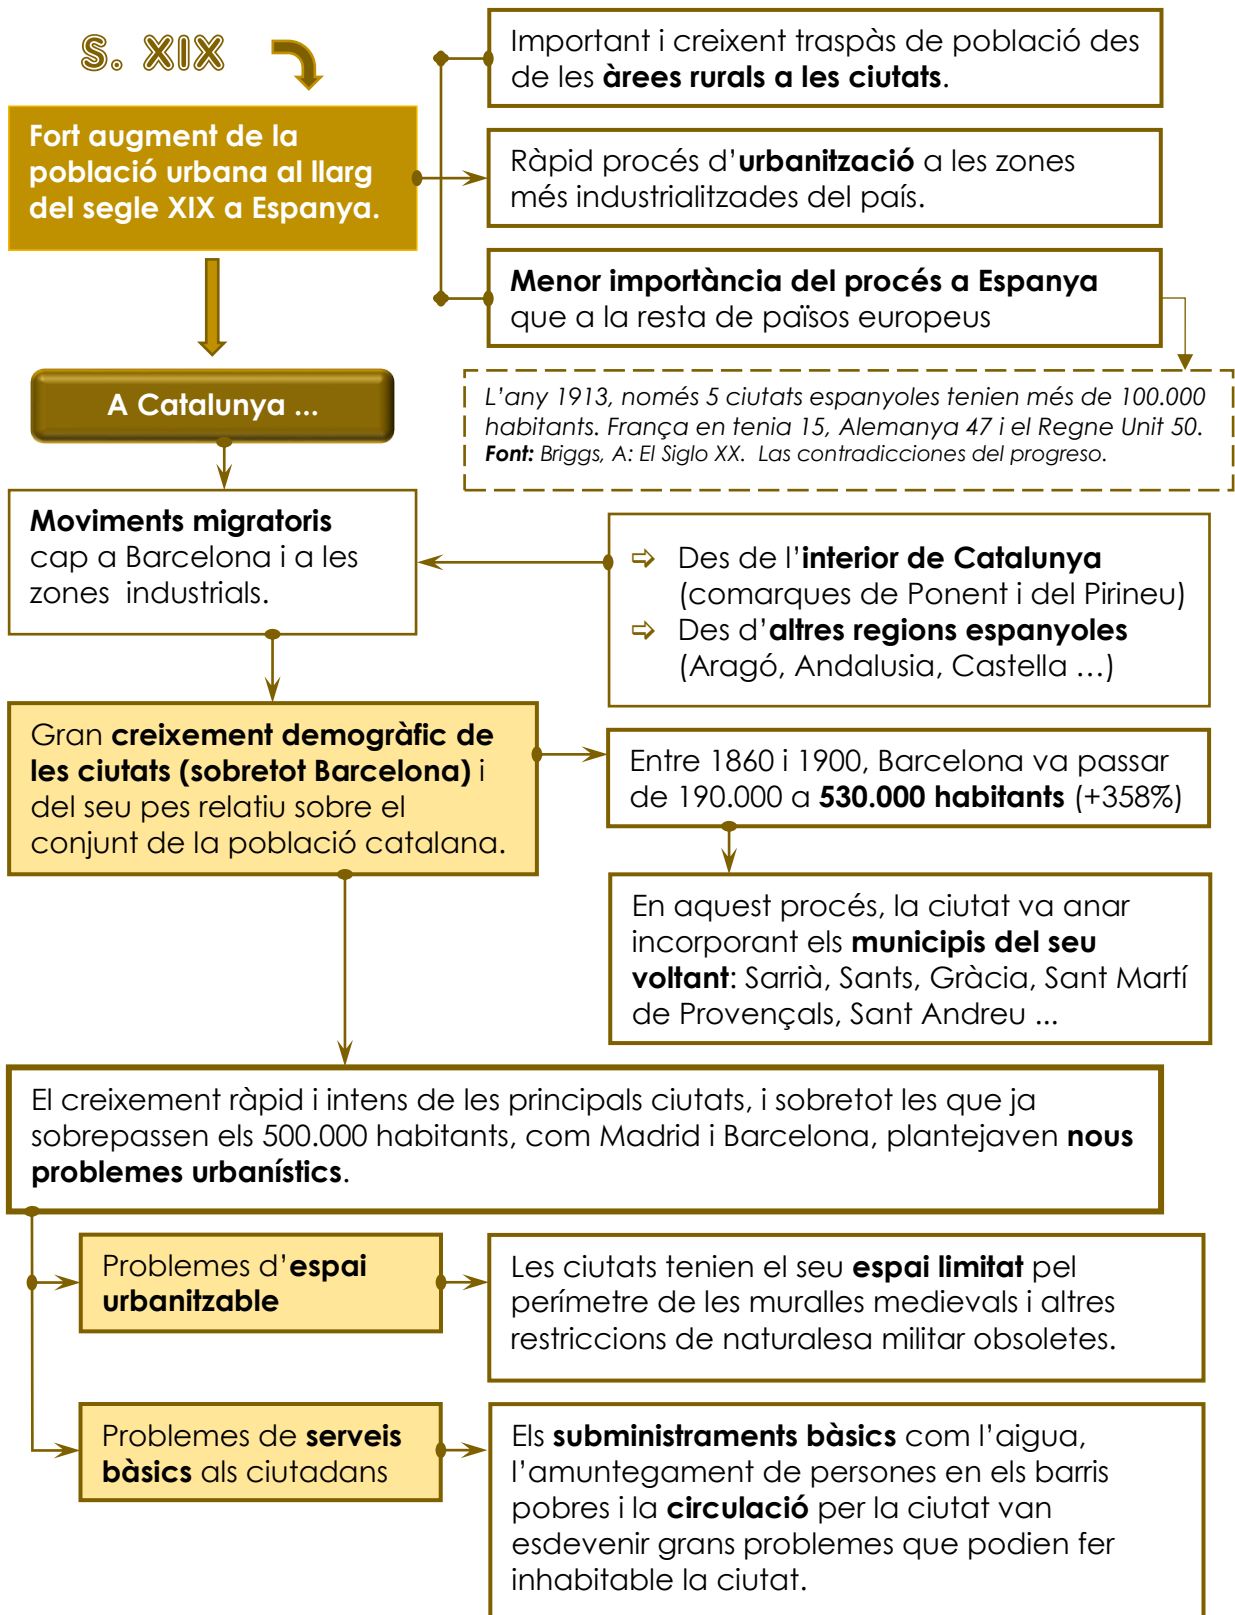 S. XIX
Fort augment de la
població urbana al llarg
del segle XIX a Espanya.
Important i creixent traspàs de població des
de les àrees rurals a les ciutats.
Ràpid procés d’urbanització a les zones
més industrialitzades del país.
Menor importància del procés a Espanya
que a la resta de països europeus
L’any 1913, només 5 ciutats espanyoles tenien més de 100.000
habitants. França en tenia 15, Alemanya 47 i el Regne Unit 50.
Font: Briggs, A: El Siglo XX. Las contradicciones del progreso.
A Catalunya ...
Moviments migratoris
cap a Barcelona i a les
zones industrials.
⇨ Des de l’interior de Catalunya
(comarques de Ponent i del Pirineu)
⇨ Des d’altres regions espanyoles
(Aragó, Andalusia, Castella …)
Gran creixement demogràfic de
les ciutats (sobretot Barcelona) i
del seu pes relatiu sobre el
conjunt de la població catalana.
Entre 1860 i 1900, Barcelona va passar
de 190.000 a 530.000 habitants (+358%)
En aquest procés, la ciutat va anar
incorporant els municipis del seu
voltant: Sarrià, Sants, Gràcia, Sant Martí
de Provençals, Sant Andreu ...
El creixement ràpid i intens de les principals ciutats, i sobretot les que ja
sobrepassen els 500.000 habitants, com Madrid i Barcelona, plantejaven nous
problemes urbanístics.
Problemes d’espai
urbanitzable
Les ciutats tenien el seu espai limitat pel
perímetre de les muralles medievals i altres
restriccions de naturalesa militar obsoletes.
Problemes de serveis
bàsics als ciutadans
Els subministraments bàsics com l’aigua,
l’amuntegament de persones en els barris
pobres i la circulació per la ciutat van
esdevenir grans problemes que podien fer
inhabitable la ciutat.